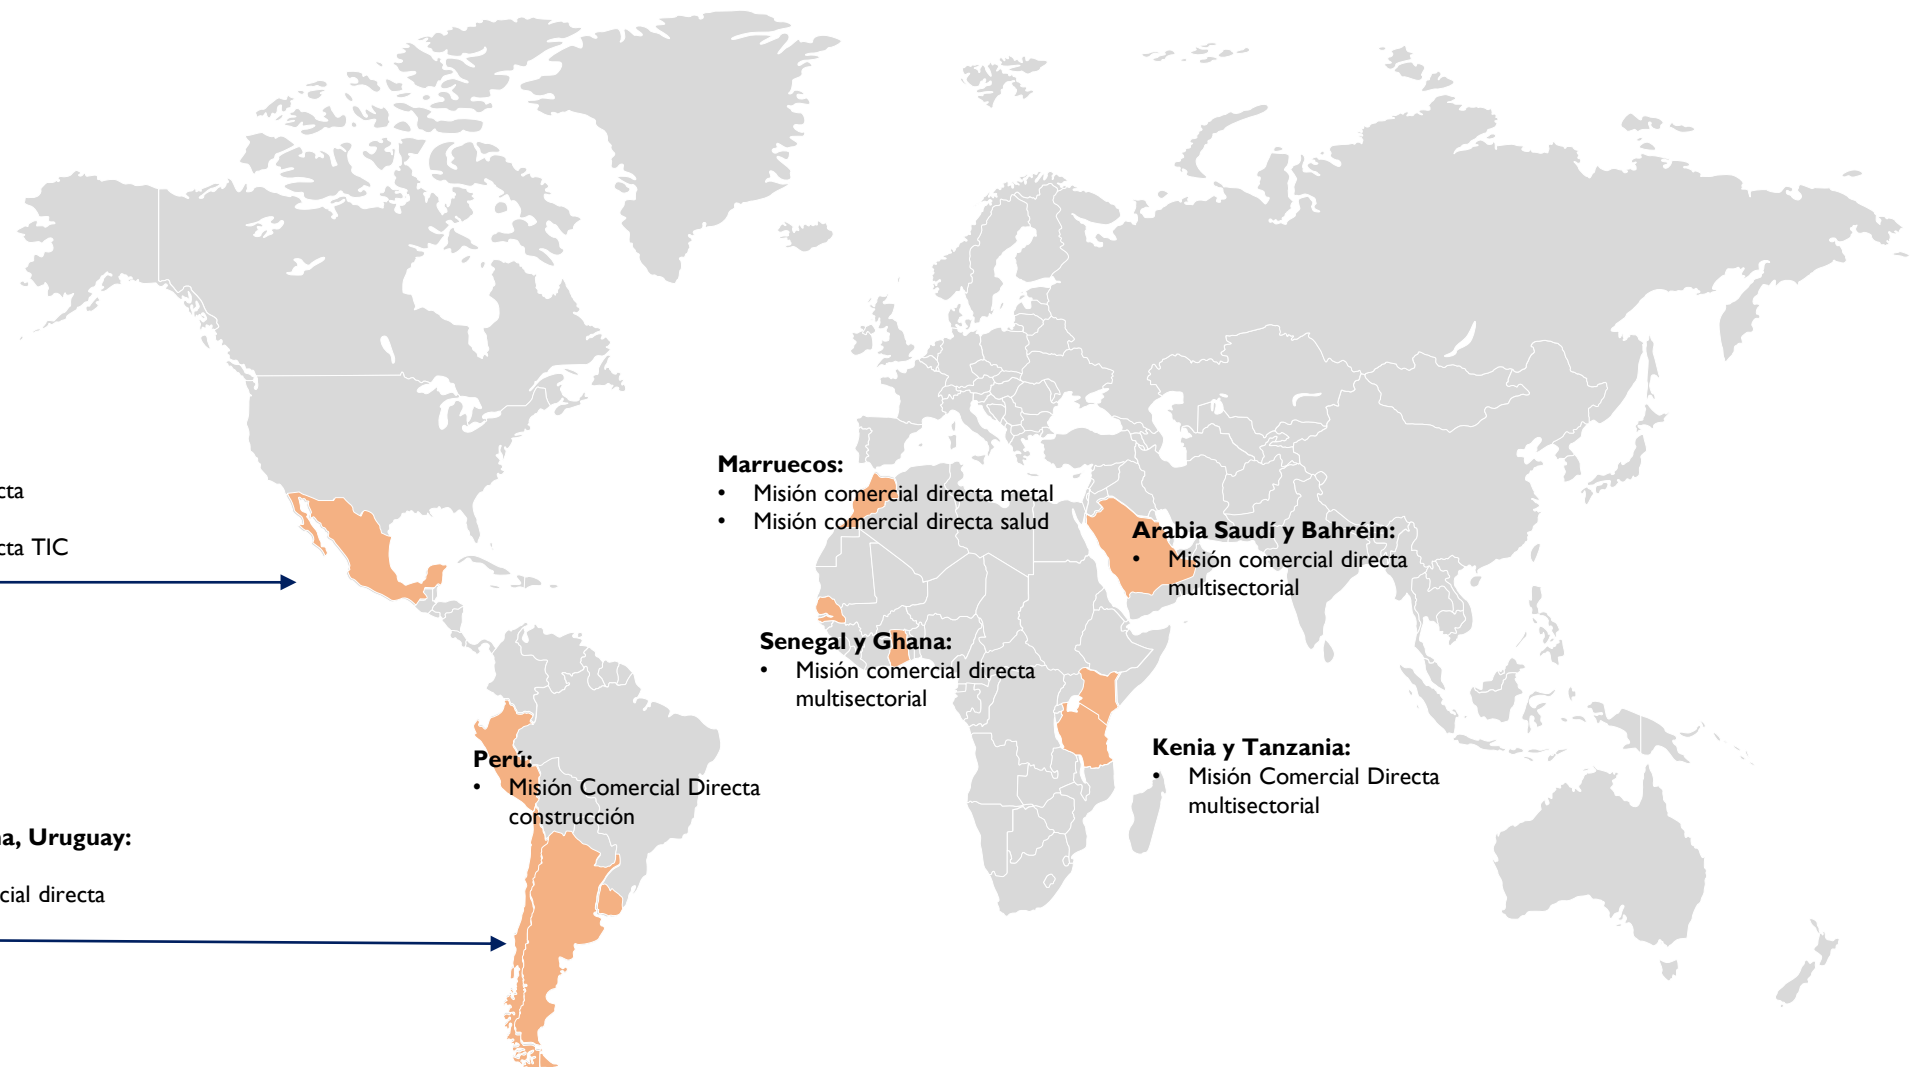 cta
cta TIC
Marruecos:
• Misión comercial directa metal
• Misión comercial directa salud
Arabia Saudí y Bahréin:
• Misión comercial directa
multisectorial
Senegal y Ghana:
• Misión comercial directa
multisectorial
Perú:
• Misión Comercial Directa
construcción
Kenia y Tanzania:
• Misión Comercial Directa
multisectorial
na, Uruguay:
cial directa